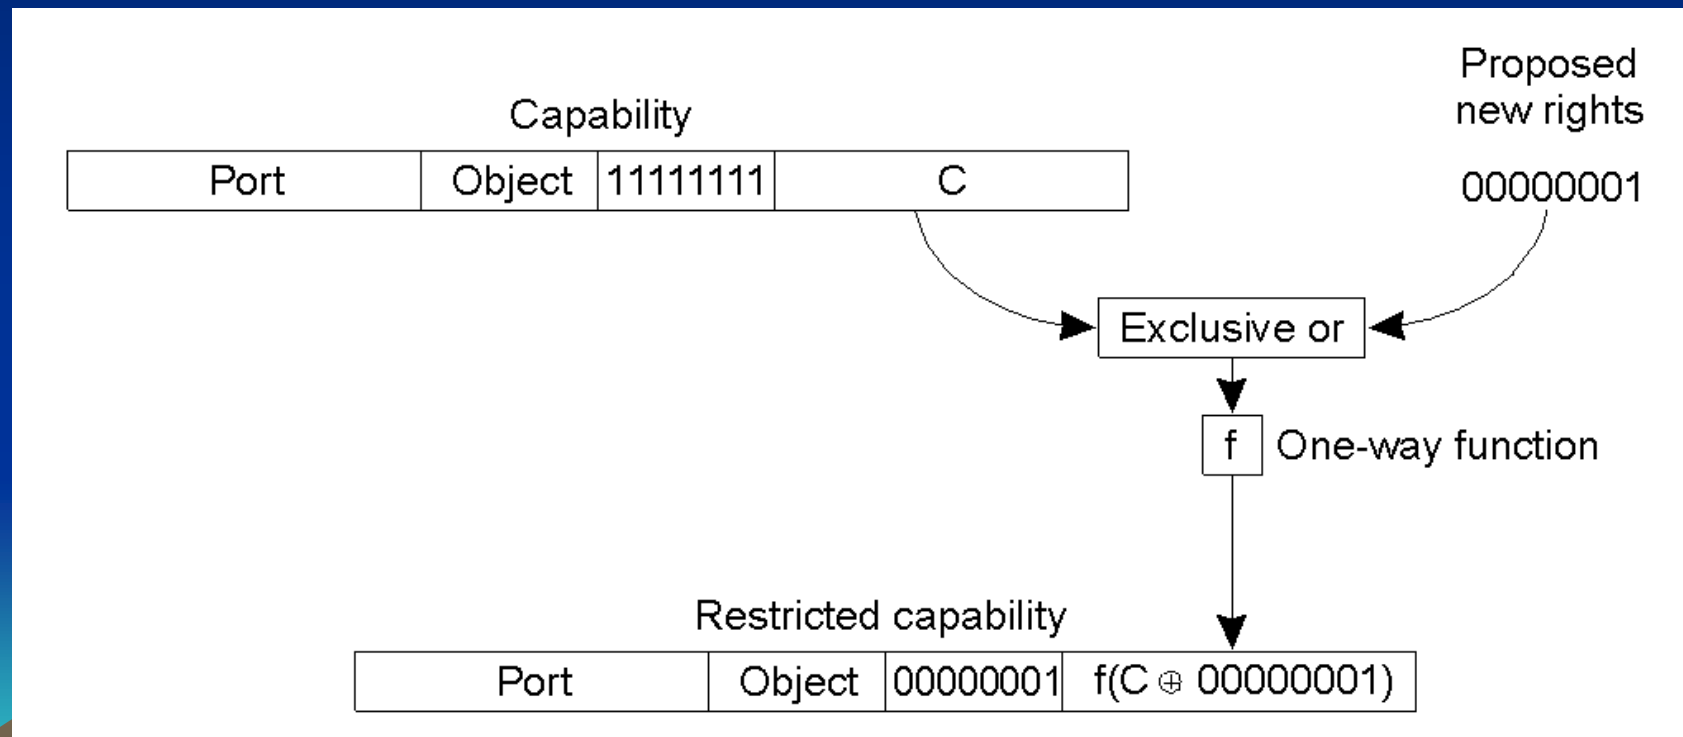 Proposed
new rights
Capability
Port Object 11111111 C
00000001
Exclusive or
f One-way function
Restricted capability
Port Object 00000001 f(C ⊕ 00000001)